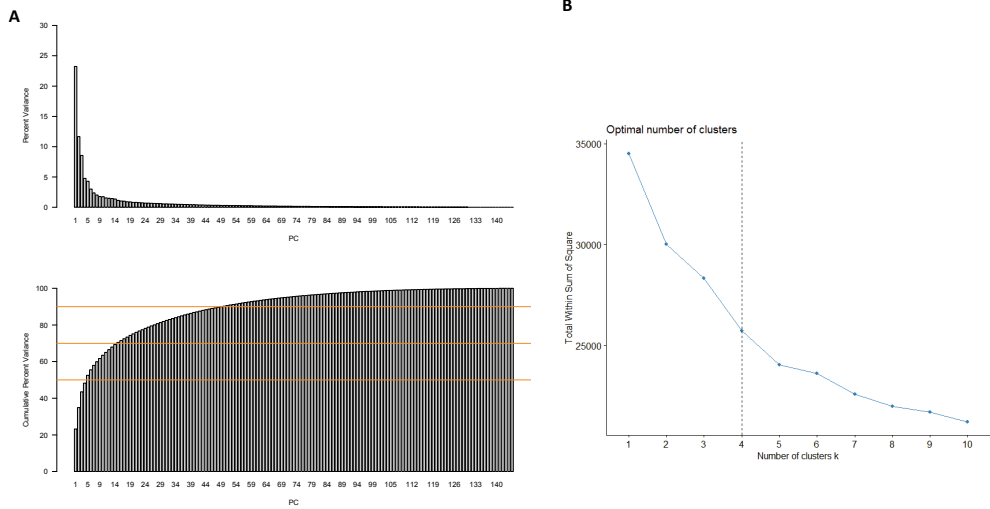 A
30
25
20
15
10
5
0
Percent Variance
1 5 9 14 19 24 29 34 39 44 49 54 59 64 69 74 79 84 89 94 99 105 112 119 126 133 140
PC
100
80
60
40
20
0
Cumulative Percent Variance
1 5 9 14 19 24 29 34 39 44 49 54 59 64 69 74 79 84 89 94 99 105 112 119 126 133 140
PC
B
Optimal number of clusters
35000
30000
25000
Total Within Sum of Square
1 2 3 4 5 6 7 8 9 10
Number of clusters k